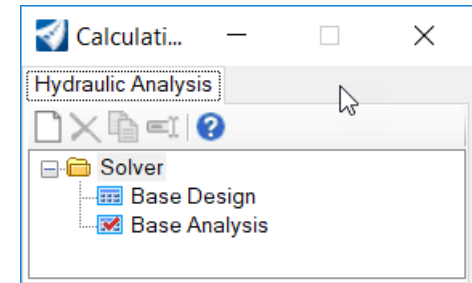 Calculati...
Hydraulic Analysis
Solver
Base Design
Base Analysis